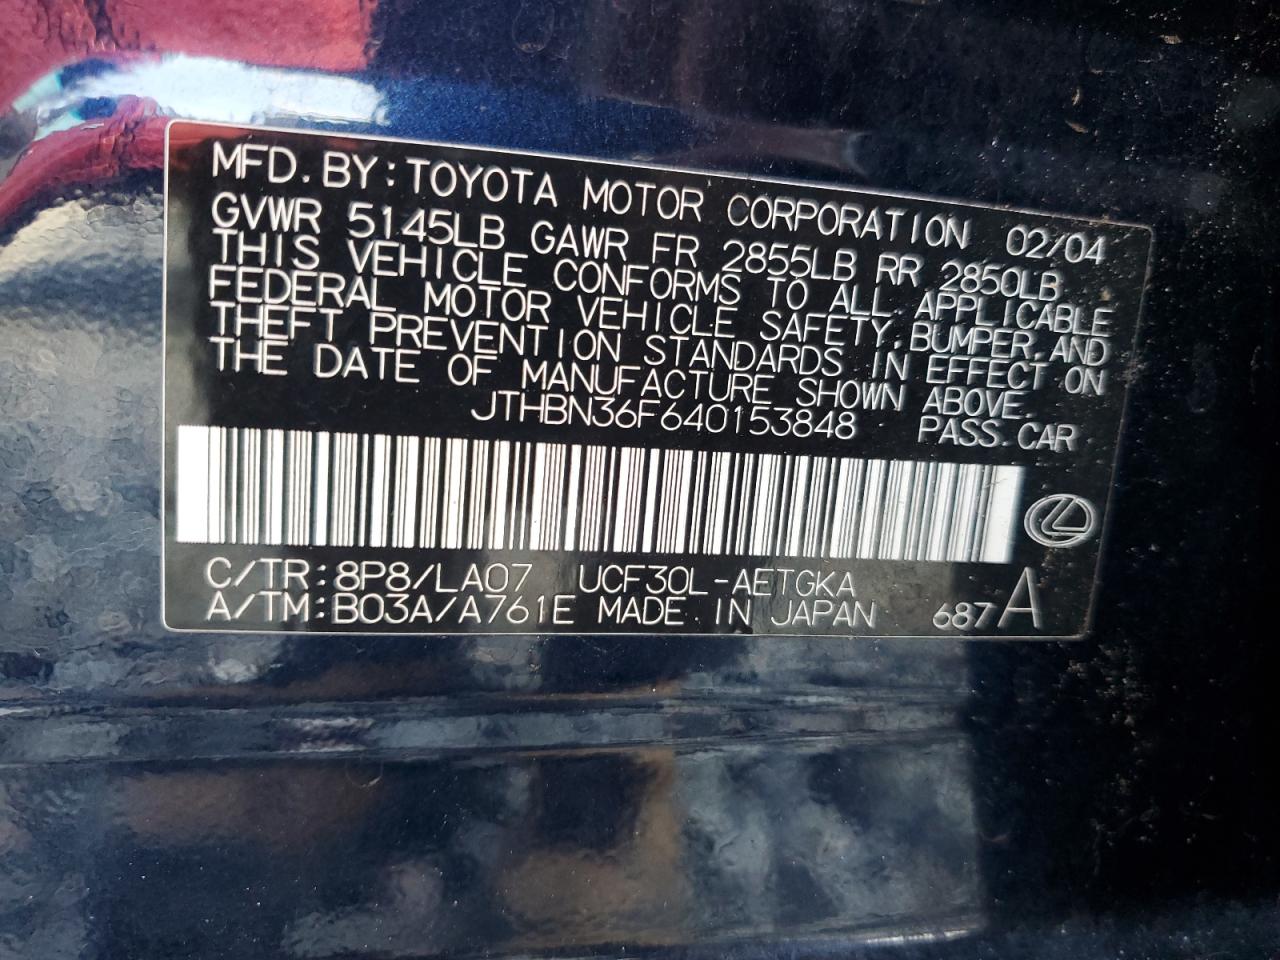 MFD. BY: TOYOTA MOTOR CORPORATION 02/04
GVWR 5145LB GAWR FR 2855LB RR 2850LB
THIS VEHICLE CONFORMS TO ALL APPLICABLE
FEDERAL MOTOR VEHICLE SAFETY, BUMPER, AND
THEFT PREVENTION STANDARDS IN EFFECT ON
THE DATE OF MANUFACTURE SHOWN ABOVE.
JTHBN36F640153848 PASS. CAR
C/TR: 8P8/LA07 UCF30L-AETGKA
A/TM: B03A/A761E MADE IN JAPAN 687 A